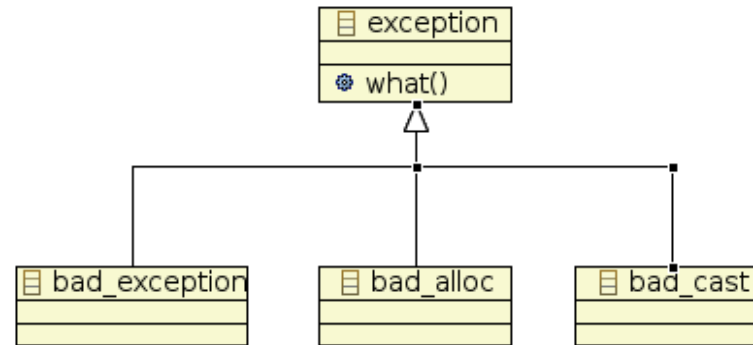 exception
what()
bad_exception
bad_alloc
bad_cast